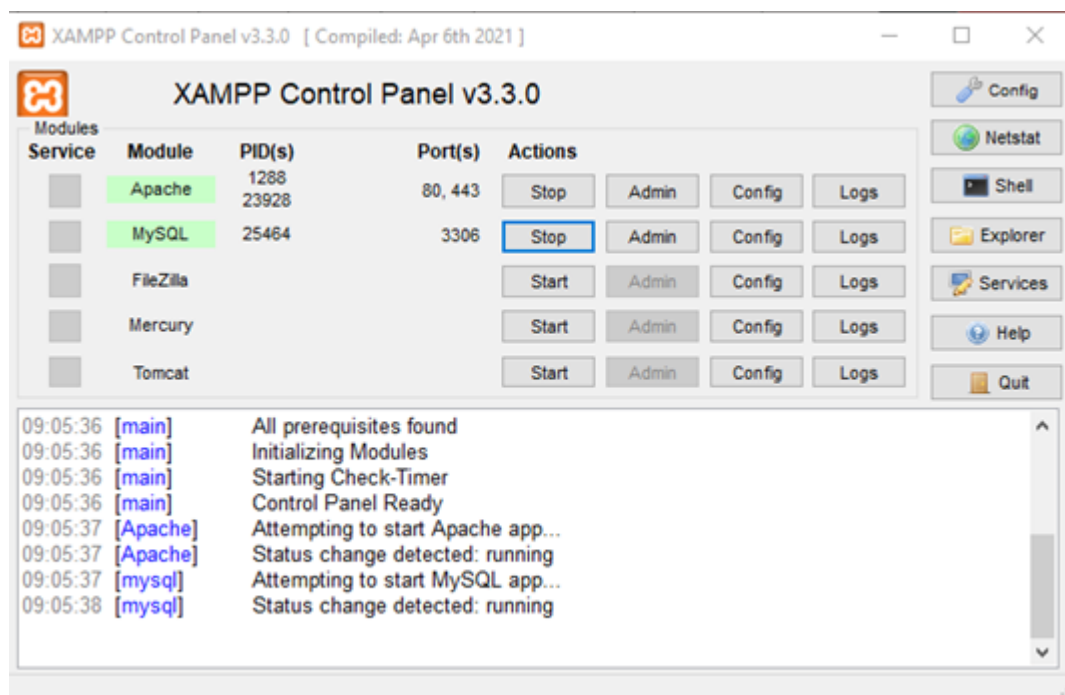 XAMPP Control Panel v3.3.0 [ Compiled: Apr 6th 2021 ]
XAMPP Control Panel v3.3.0
Config
Modules
Netstat
Service Module PID(s) Port(s) Actions
Apache 1288 23928 80, 443 Stop Admin Config Logs
Shell
MySQL 25464 3306 Stop Admin Config Logs
Explorer
FileZilla Start Admin Config Logs
Services
Mercury Start Admin Config Logs
Help
Tomcat Start Admin Config Logs
Quit
09:05:36 [main] All prerequisites found
09:05:36 [main] Initializing Modules
09:05:36 [main] Starting Check-Timer
09:05:36 [main] Control Panel Ready
09:05:37 [Apache] Attempting to start Apache app...
09:05:37 [Apache] Status change detected: running
09:05:37 [mysql] Attempting to start MySQL app...
09:05:38 [mysql] Status change detected: running